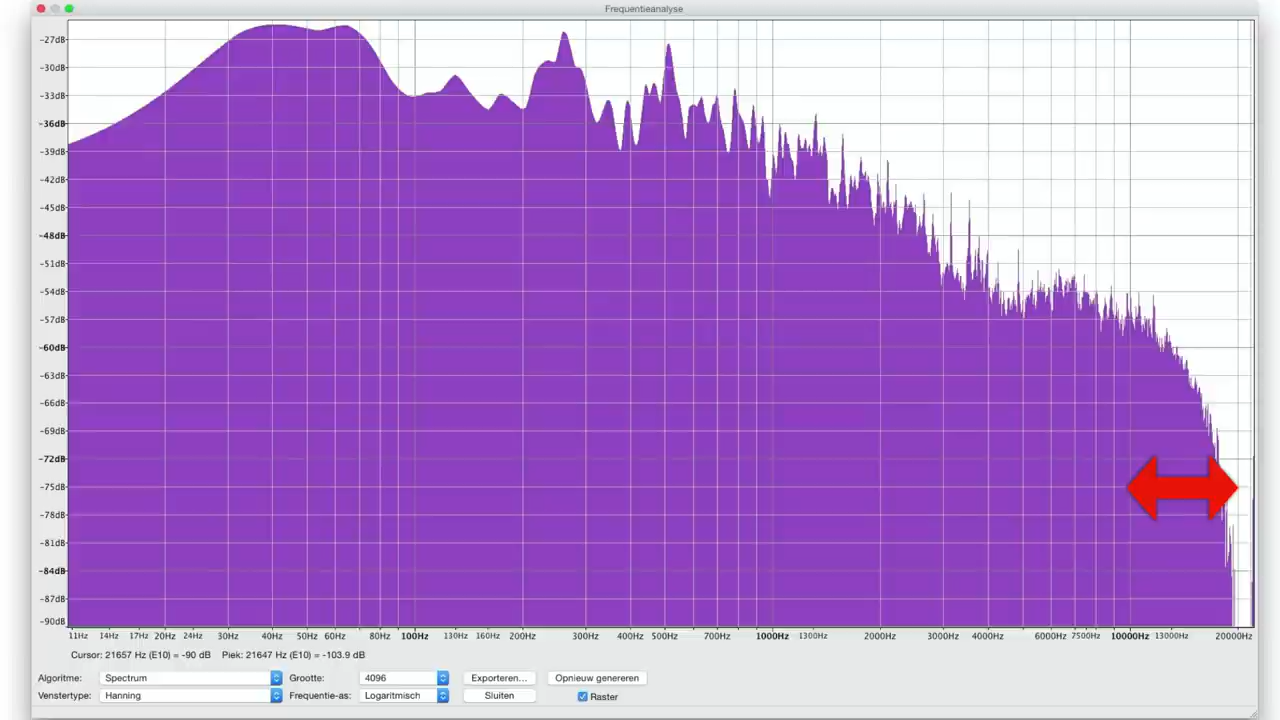 Frequentieanalyse
-27dB
-30dB
-33dB
-36dB
-39dB
-42dB
-45dB
-48dB
-51dB
-54dB
-57dB
-60dB
-63dB
-66dB
-69dB
-72dB
-75dB
-78dB
-81dB
-84dB
-87dB
-90dB
11Hz 14Hz 17Hz 20Hz 24Hz 30Hz 40Hz 50Hz 60Hz 80Hz 100Hz 130Hz 160Hz 200Hz 300Hz 400Hz 500Hz 700Hz 1000Hz 1300Hz 2000Hz 3000Hz 4000Hz 6000Hz 7500Hz 10000Hz 13000Hz 20000Hz
Cursor: 21657 Hz (E10) = -90 dB Piek: 21647 Hz (E10) = -103.9 dB
Algoritme: Spectrum Grootte: 4096 Exporteren... Opnieuw genereren
Venstertype: Hanning Frequentie-as: Logaritmisch Sluiten Raster